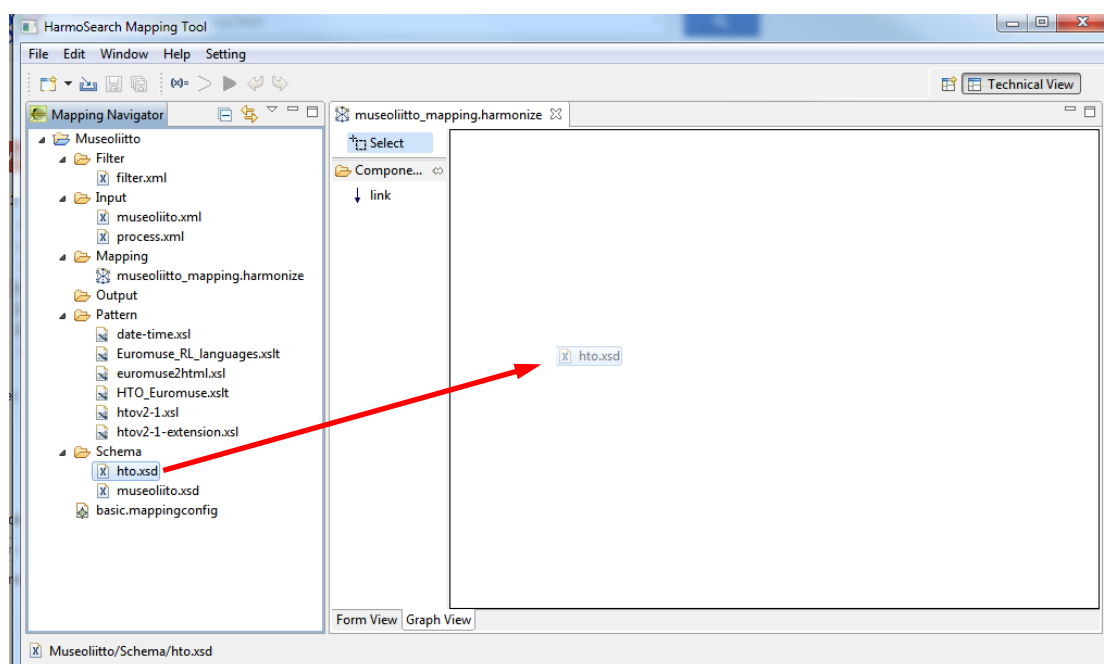 HarmoSearch Mapping Tool
File Edit Window Help Setting
(x)=
Technical View
Mapping Navigator
museoliitto_mapping.harmonize
Museoliitto
Filter
filter.xml
Input
museoliito.xml
process.xml
Mapping
museoliitto_mapping.harmonize
Output
Pattern
date-time.xsl
Euromuse_RL_languages.xslt
euromuse2html.xsl
HTO_Euromuse.xslt
htov2-1.xsl
htov2-1-extension.xsl
Schema
hto.xsd
museoliito.xsd
basic.mappingconfig
Select
Compone...
link
hto.xsd
Form View Graph View
Museoliitto/Schema/hto.xsd